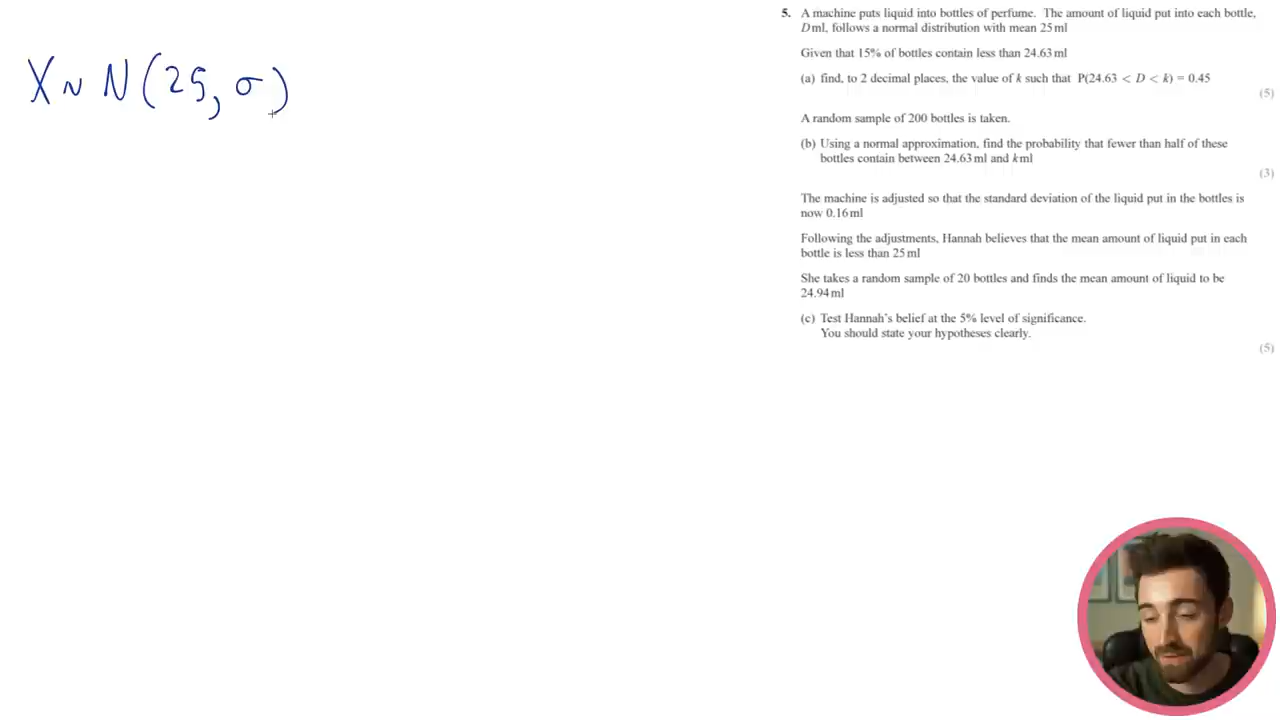 X ~ N(25, σ)
5. A machine puts liquid into bottles of perfume. The amount of liquid put into each bottle,
D ml, follows a normal distribution with mean 25 ml
Given that 15% of bottles contain less than 24.63 ml
(a) find, to 2 decimal places, the value of k such that P(24.63 < D < k) = 0.45
(5)
A random sample of 200 bottles is taken.
(b) Using a normal approximation, find the probability that fewer than half of these
bottles contain between 24.63 ml and k ml
(3)
The machine is adjusted so that the standard deviation of the liquid put in the bottles is
now 0.16 ml
Following the adjustments, Hannah believes that the mean amount of liquid put in each
bottle is less than 25 ml
She takes a random sample of 20 bottles and finds the mean amount of liquid to be
24.94 ml
(c) Test Hannah's belief at the 5% level of significance.
You should state your hypotheses clearly.
(5)